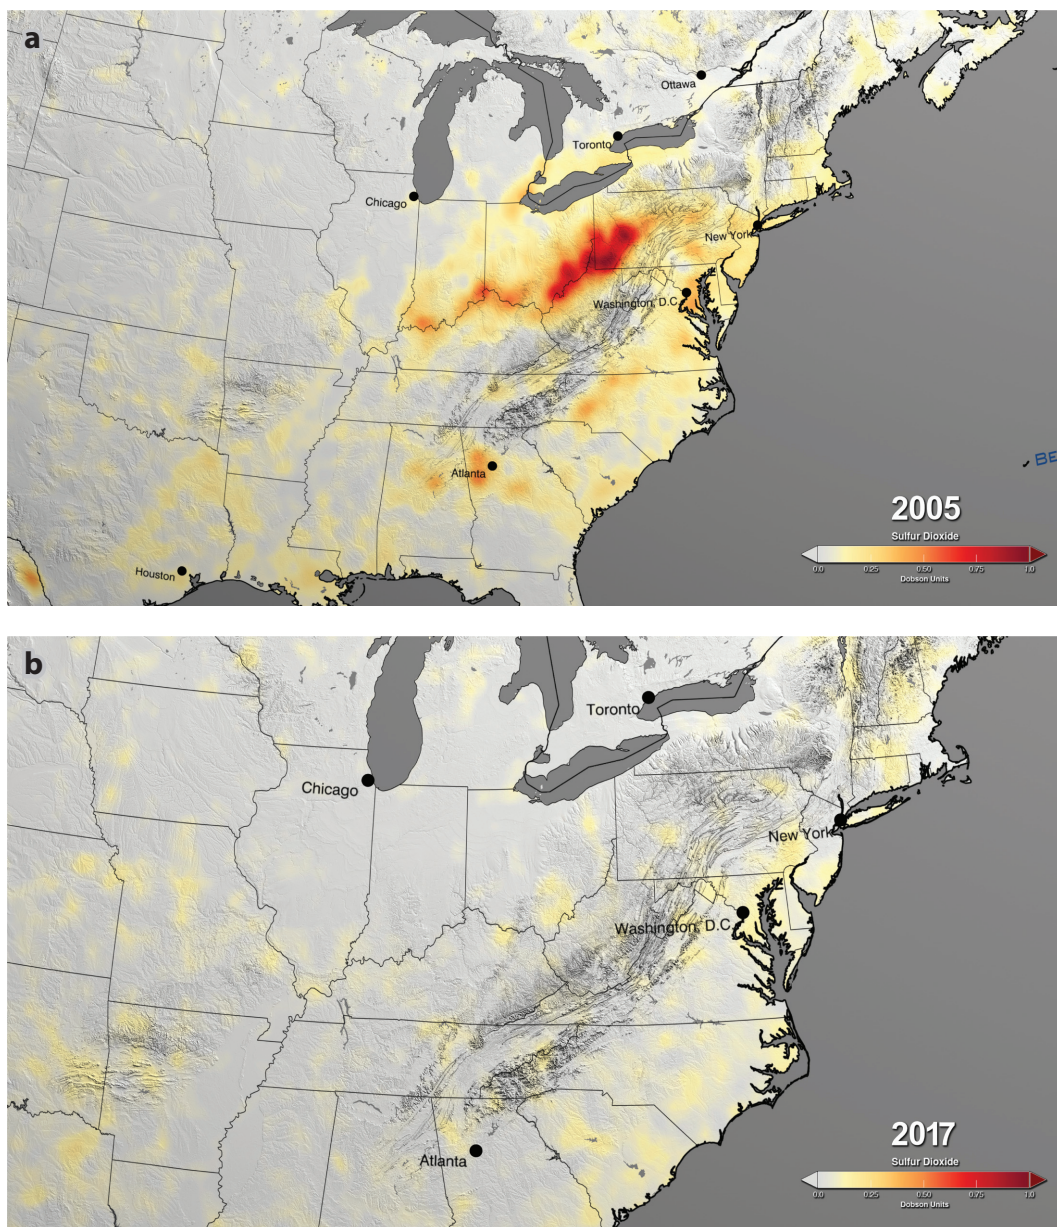 a
Ottawa
Toronto
Chicago
New York
Washington, D.C.
Atlanta
Houston
BE
2005
Sulfur Dioxide
0.0 0.25 0.50 0.75 1.0
Dobson Units
b
Toronto
Chicago
New York
Washington, D.C.
Atlanta
2017
Sulfur Dioxide
0.0 0.25 0.50 0.75 1.0
Dobson Units